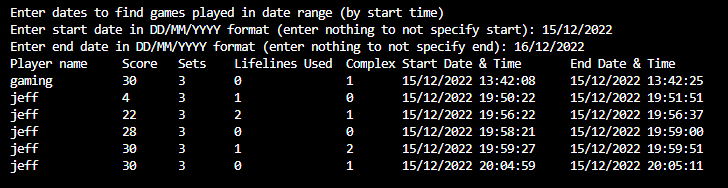 Enter dates to find games played in date range (by start time)
Enter start date in DD/MM/YYYY format (enter nothing to not specify start): 15/12/2022
Enter end date in DD/MM/YYYY format (enter nothing to not specify end): 16/12/2022
Player name Score Sets Lifelines Used Complex Start Date & Time End Date & Time
gaming 30 3 0 1 15/12/2022 13:42:08 15/12/2022 13:42:25
jeff 4 3 1 0 15/12/2022 19:50:22 15/12/2022 19:51:51
jeff 22 3 2 1 15/12/2022 19:56:22 15/12/2022 19:56:37
jeff 28 3 0 0 15/12/2022 19:58:21 15/12/2022 19:59:00
jeff 30 3 1 2 15/12/2022 19:59:27 15/12/2022 19:59:51
jeff 30 3 0 1 15/12/2022 20:04:59 15/12/2022 20:05:11